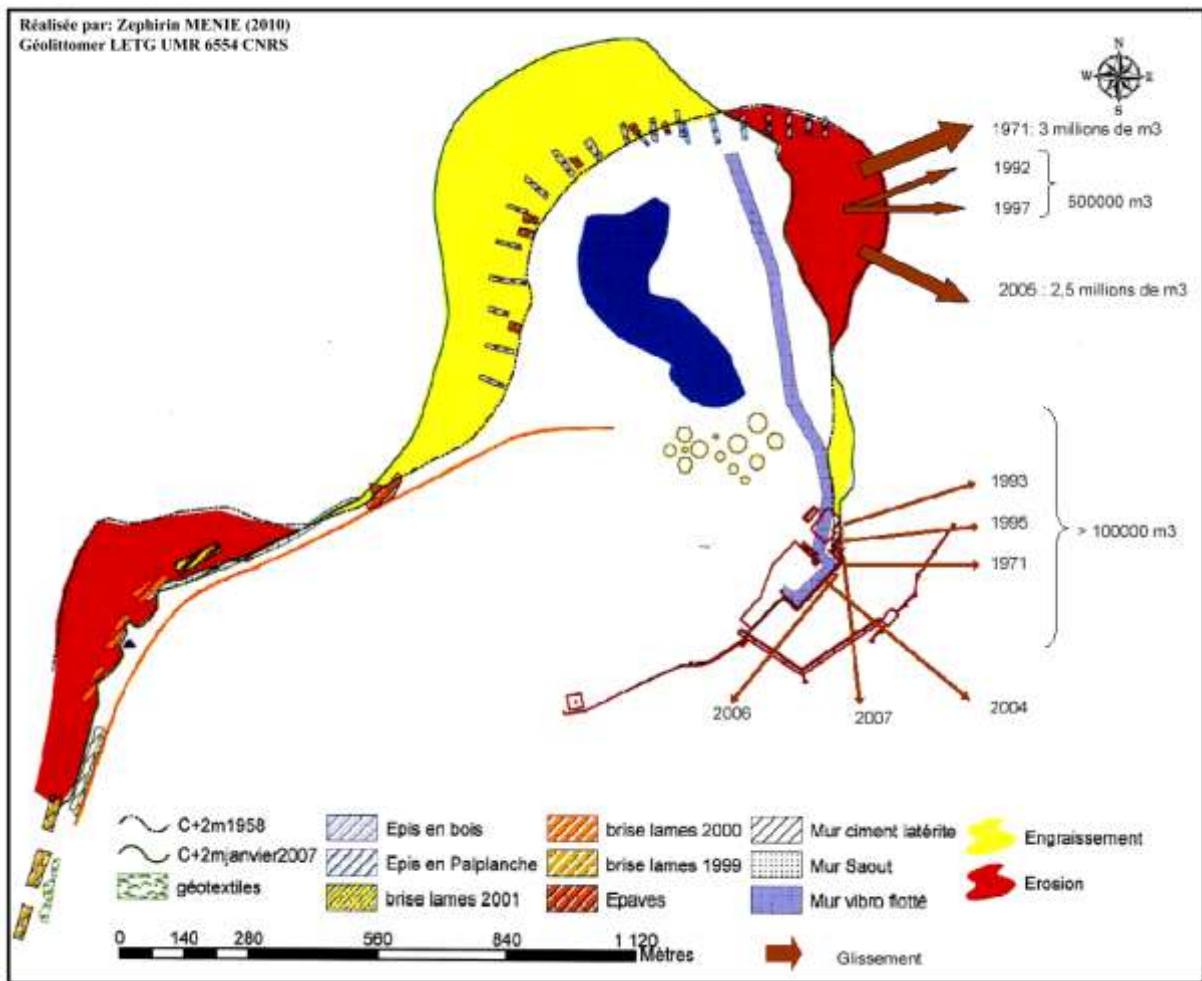 Réalisée par: Zephirin MENIE (2010)
Géolittomer LETG UMR 6554 CNRS
N
W E
S
1971: 3 millions de m3
1992
1997
500000 m3
2005 : 2,5 millions de m3
1993
1995
1971
> 100000 m3
2006
2007
2004
C+2m1958
C+2mjanvier2007
géotextiles
Epis en bois
Epis en Palplanche
brise lames 2001
brise lames 2000
brise lames 1999
Epaves
Mur ciment latérite
Mur Saout
Mur vibro flotté
Engraissement
Erosion
0 140 280 560 840 1 120
Mètres
Glissement